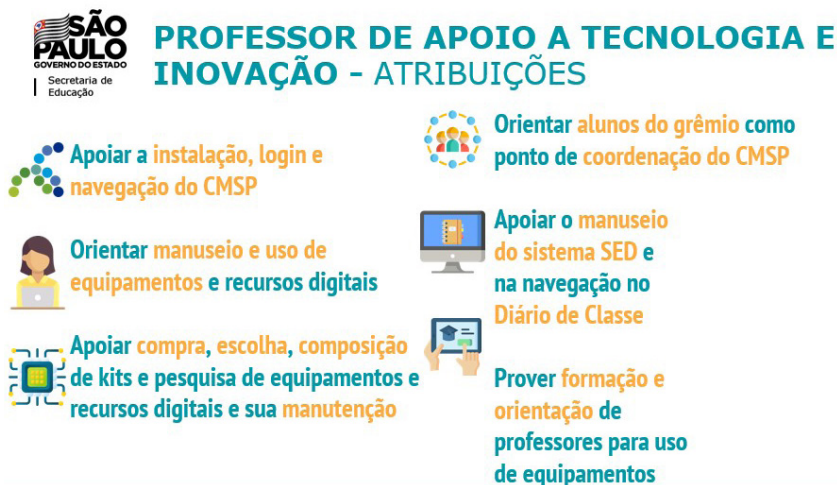 SÃO
PAULO
GOVERNO DO ESTADO
Secretaria de
Educação
PROFESSOR DE APOIO A TECNOLOGIA E
INOVAÇÃO - ATRIBUIÇÕES
Apoiar a instalação, login e
navegação do CMSP
Orientar manuseio e uso de
equipamentos e recursos digitais
Apoiar compra, escolha, composição
de kits e pesquisa de equipamentos e
recursos digitais e sua manutenção
Orientar alunos do grêmio como
ponto de coordenação do CMSP
Apoiar o manuseio
do sistema SED e
na navegação no
Diário de Classe
Prover formação e
orientação de
professores para uso
de equipamentos